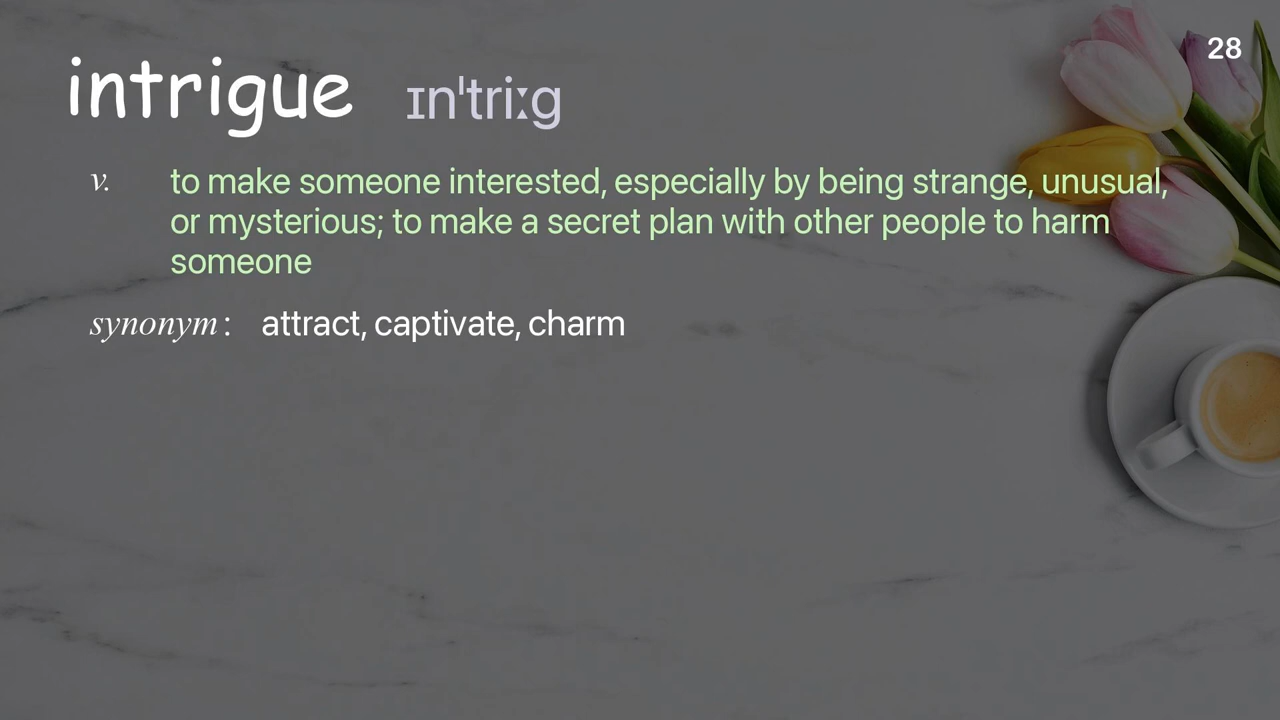 28
intrigue ɪnˈtriːg
v. to make someone interested, especially by being strange, unusual,
or mysterious; to make a secret plan with other people to harm
someone
synonym: attract, captivate, charm